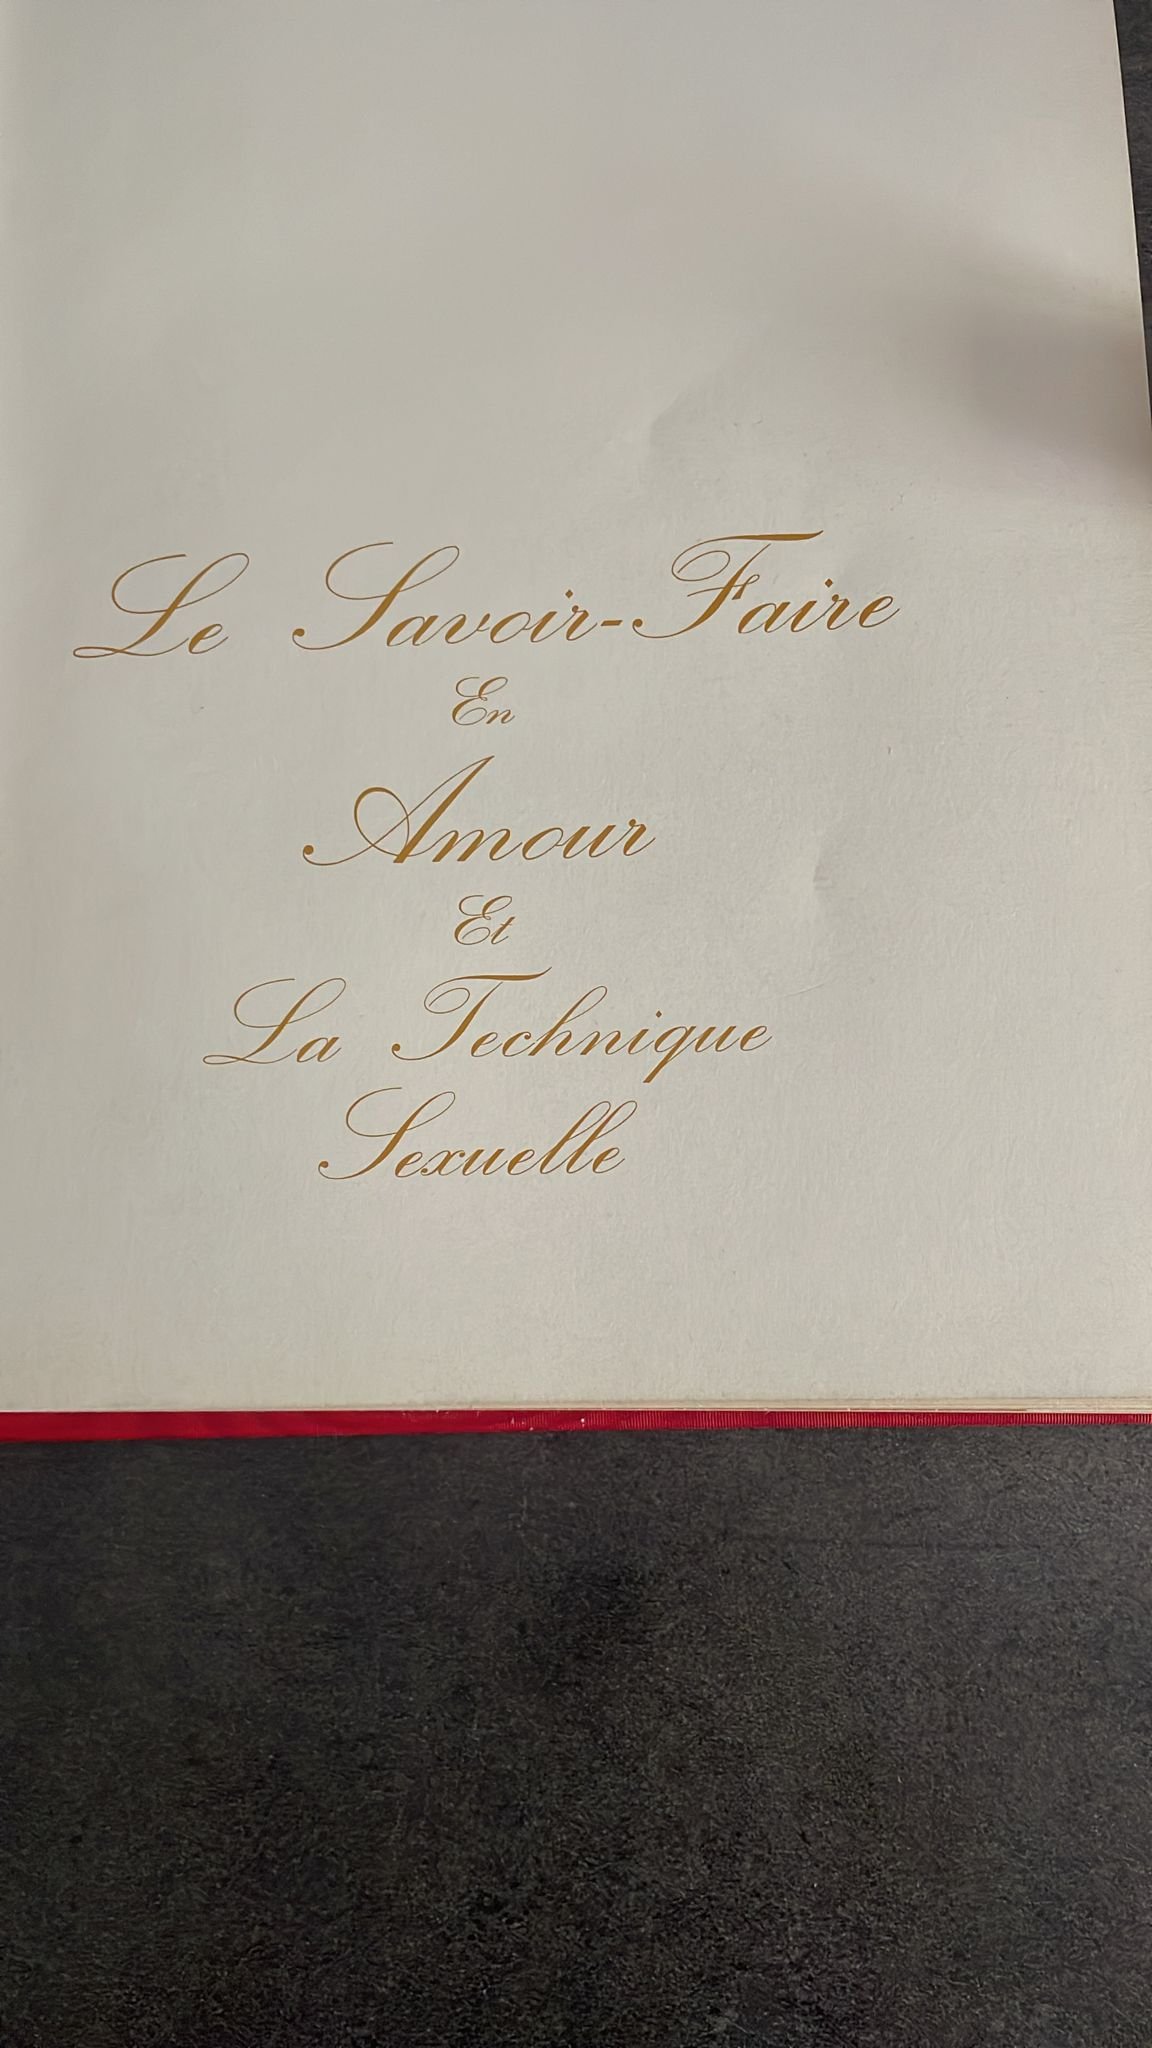 Le Savoir-Faire
En
Amour
Et
La Technique
Sexuelle